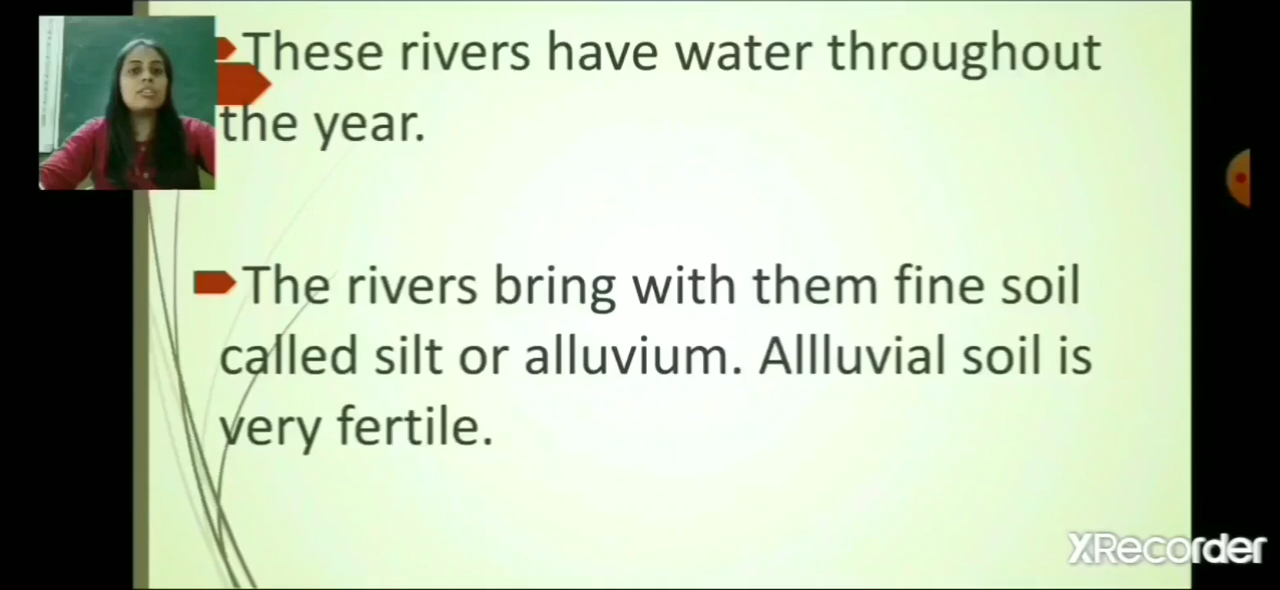 These rivers have water throughout
the year.
The rivers bring with them fine soil
called silt or alluvium. Allluvial soil is
very fertile.
XRecorder